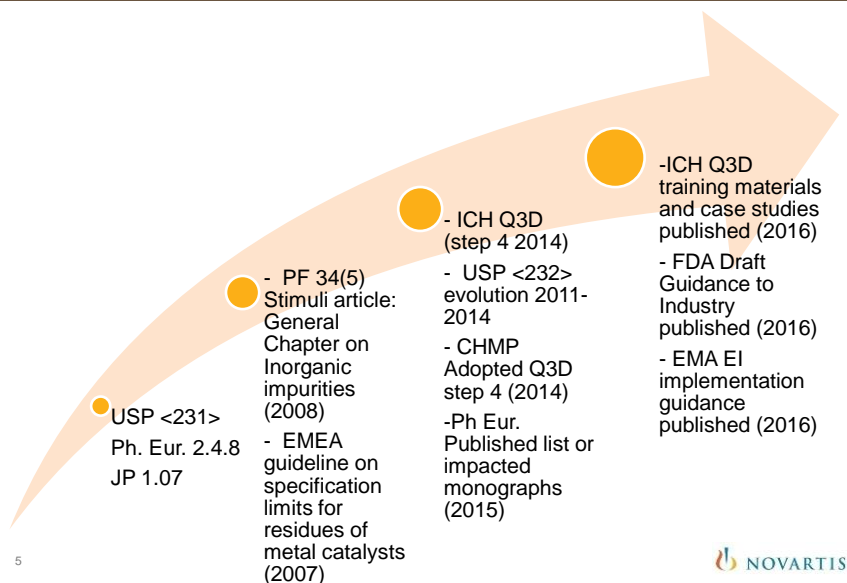 USP <231>
Ph. Eur. 2.4.8
JP 1.07
- PF 34(5)
Stimuli article:
General
Chapter on
Inorganic
impurities
(2008)
- EMEA
guideline on
specification
limits for
residues of
metal catalysts
(2007)
- ICH Q3D
(step 4 2014)
- USP <232>
evolution 2011-
2014
- CHMP
Adopted Q3D
step 4 (2014)
-Ph Eur.
Published list or
impacted
monographs
(2015)
-ICH Q3D
training materials
and case studies
published (2016)
- FDA Draft
Guidance to
Industry
published (2016)
- EMA EI
implementation
guidance
published (2016)
5
NOVARTIS